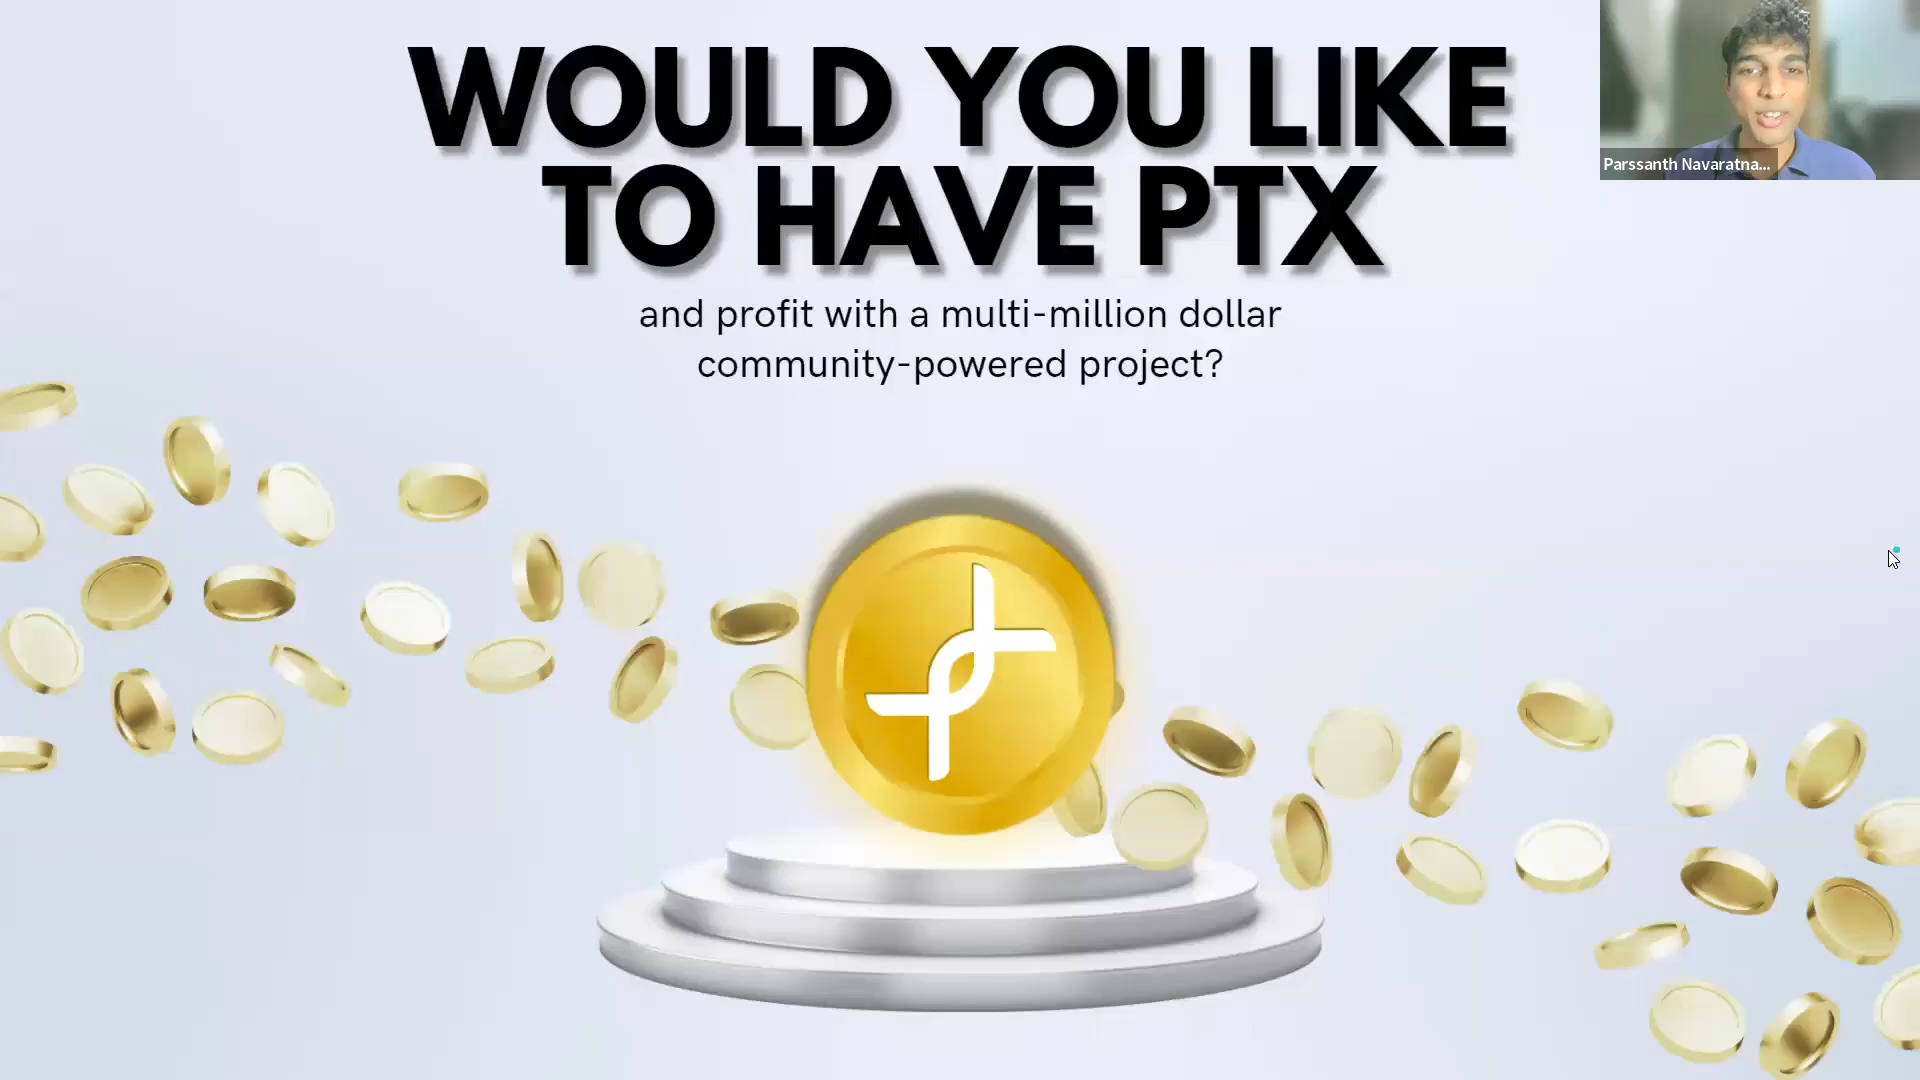 WOULD YOU LIKE
TO HAVE PTX
and profit with a multi-million dollar
community-powered project?
Parssanth Navaratna...